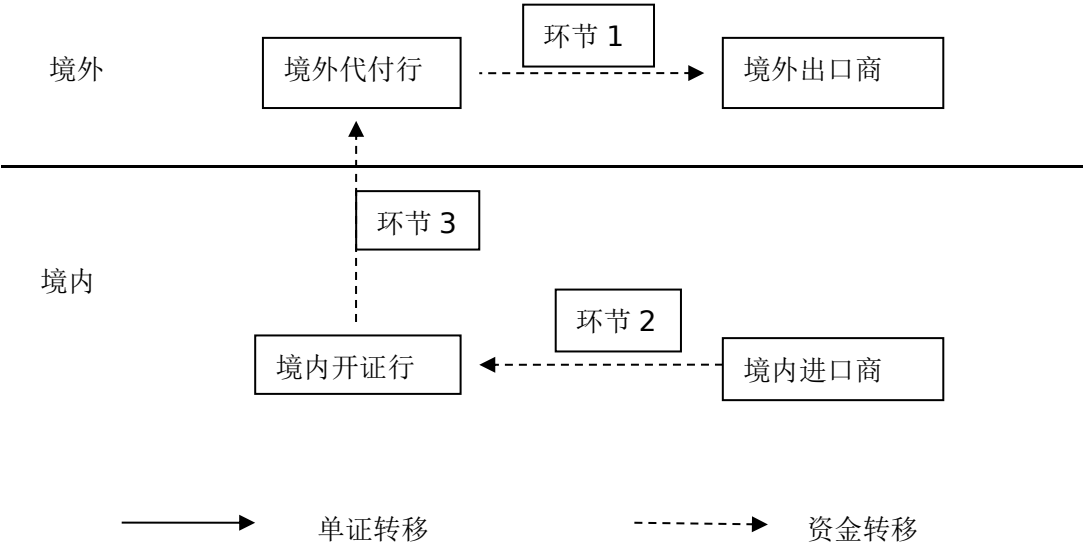 环节 1
境外
境外代付行
境外出口商
环节 3
境内
环节 2
境内开证行
境内进口商
单证转移
资金转移